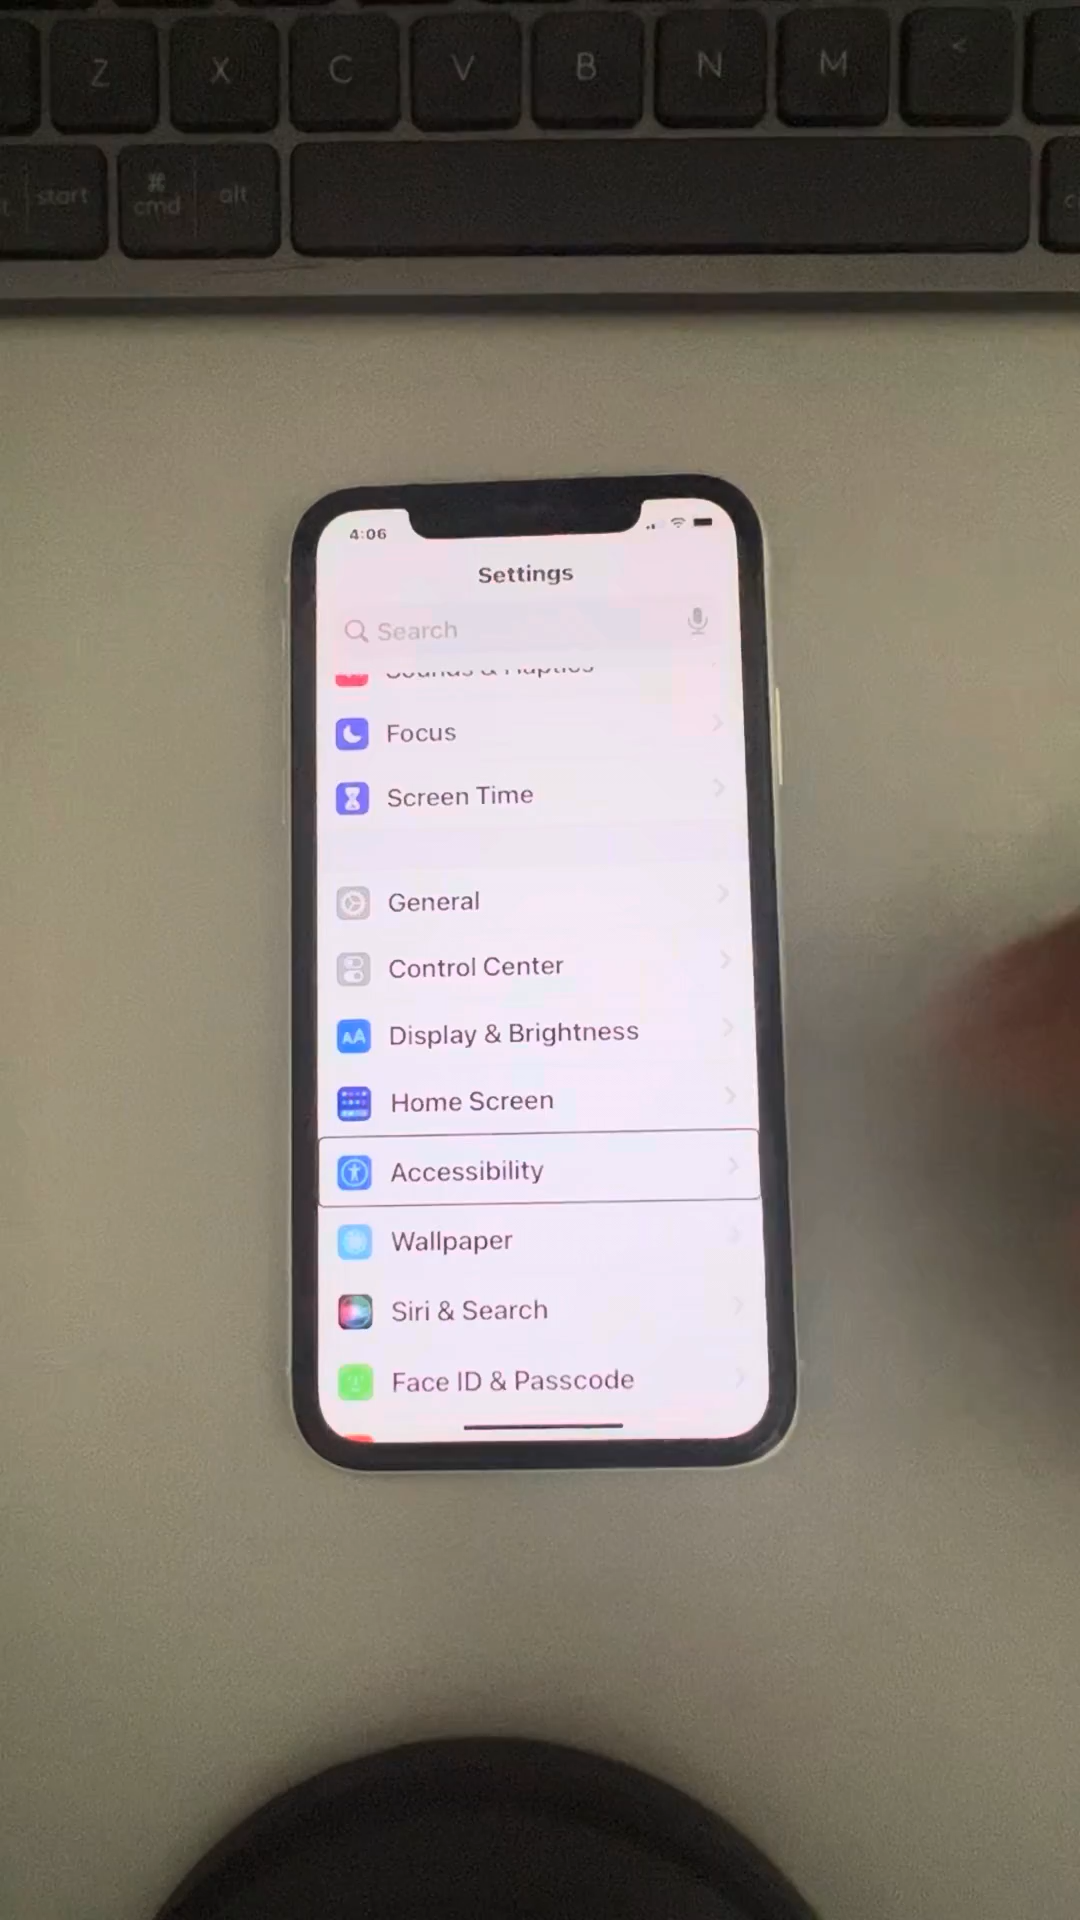 Z X C V B N M <
start ⌘ cmd alt
4:06
Settings
Search
Sounds & Haptics
Focus
Screen Time
General
Control Center
AA Display & Brightness
Home Screen
Accessibility
Wallpaper
Siri & Search
Face ID & Passcode